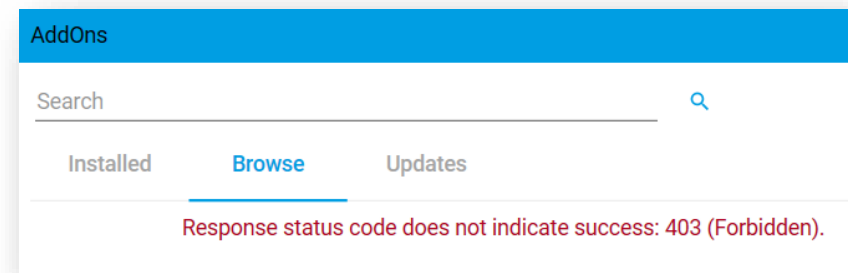 AddOns
Search
Installed Browse Updates
Response status code does not indicate success: 403 (Forbidden).